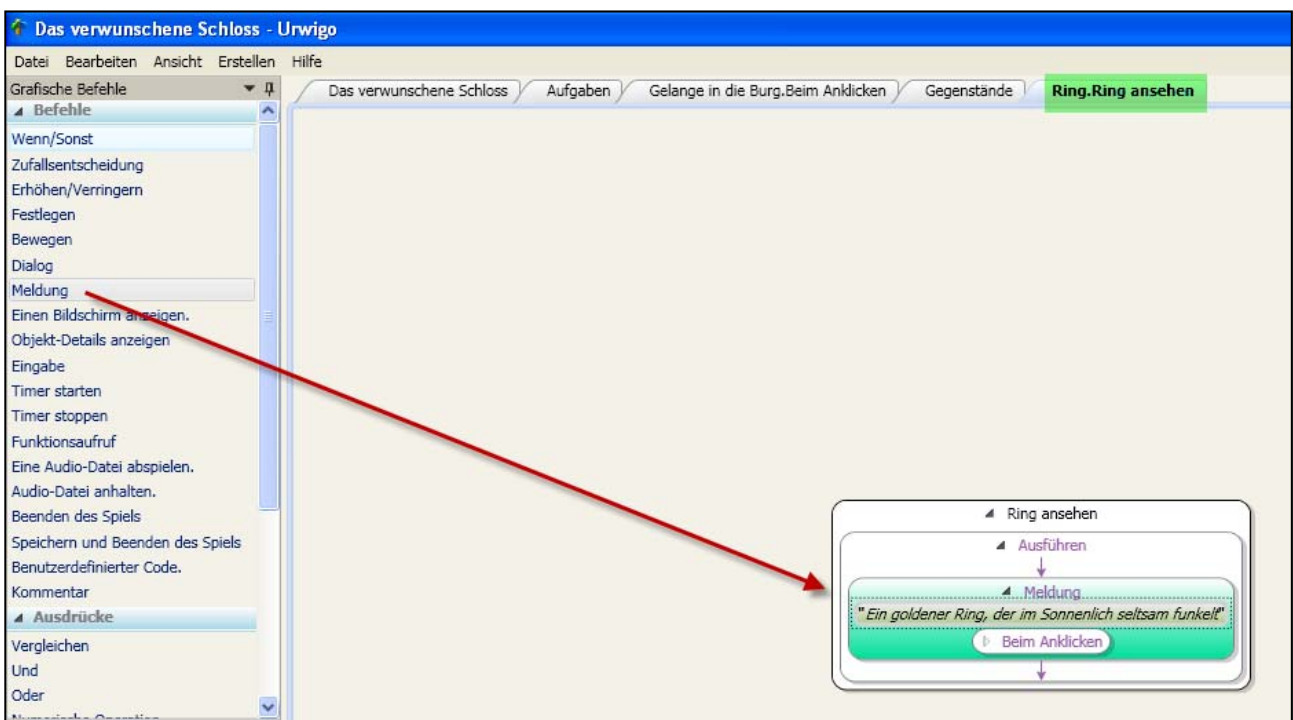 Das verwunschene Schloss - Urwigo
Datei Bearbeiten Ansicht Erstellen Hilfe
Grafische Befehle
Das verwunschene Schloss Aufgaben Gelange in die Burg.Beim Anklicken Gegenstände Ring.Ring ansehen
Befehle
Wenn/Sonst
Zufallsentscheidung
Erhöhen/Verringern
Festlegen
Bewegen
Dialog
Meldung
Einen Bildschirm anzeigen.
Objekt-Details anzeigen
Eingabe
Timer starten
Timer stoppen
Funktionsaufruf
Eine Audio-Datei abspielen.
Audio-Datei anhalten.
Beenden des Spiels
Speichern und Beenden des Spiels
Benutzerdefinierter Code.
Kommentar
Ausdrücke
Vergleichen
Und
Oder
Numerische Operation
Ring ansehen
Ausführen
Meldung
"Ein goldener Ring, der im Sonnenlich seltsam funkelt"
Beim Anklicken